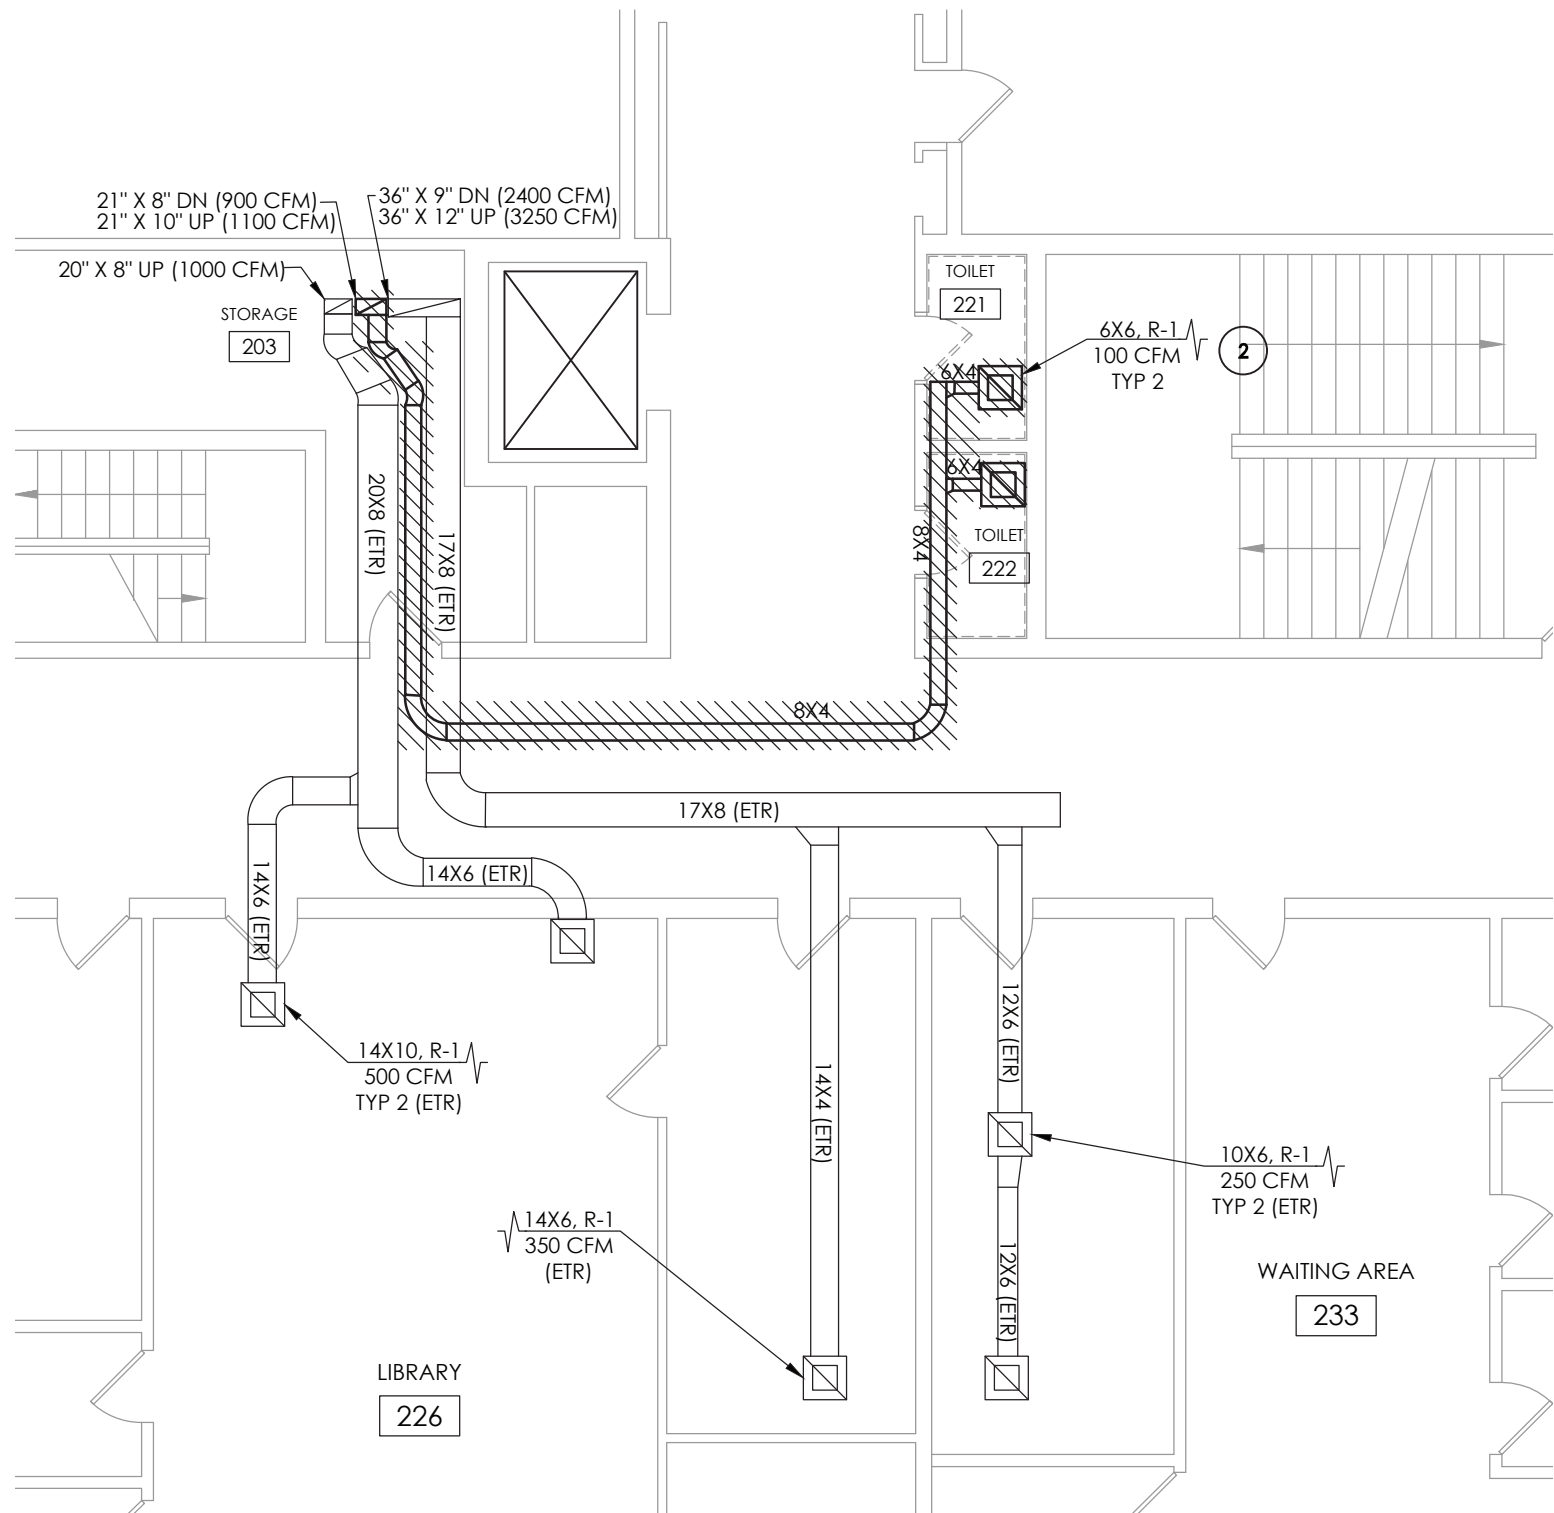 21" X 8" DN (900 CFM)
21" X 10" UP (1100 CFM)
36" X 9" DN (2400 CFM)
36" X 12" UP (3250 CFM)
20" X 8" UP (1000 CFM)
STORAGE
203
TOILET
221
6X6, R-1
100 CFM
TYP 2
2
6X4
6X4
TOILET
222
8X4
20X8 (ETR)
17X8 (ETR)
8X4
17X8 (ETR)
14X6 (ETR)
14X6 (ETR)
14X10, R-1
500 CFM
TYP 2 (ETR)
12X6 (ETR)
14X4 (ETR)
10X6, R-1
250 CFM
TYP 2 (ETR)
14X6, R-1
350 CFM
(ETR)
12X6 (ETR)
WAITING AREA
233
LIBRARY
226